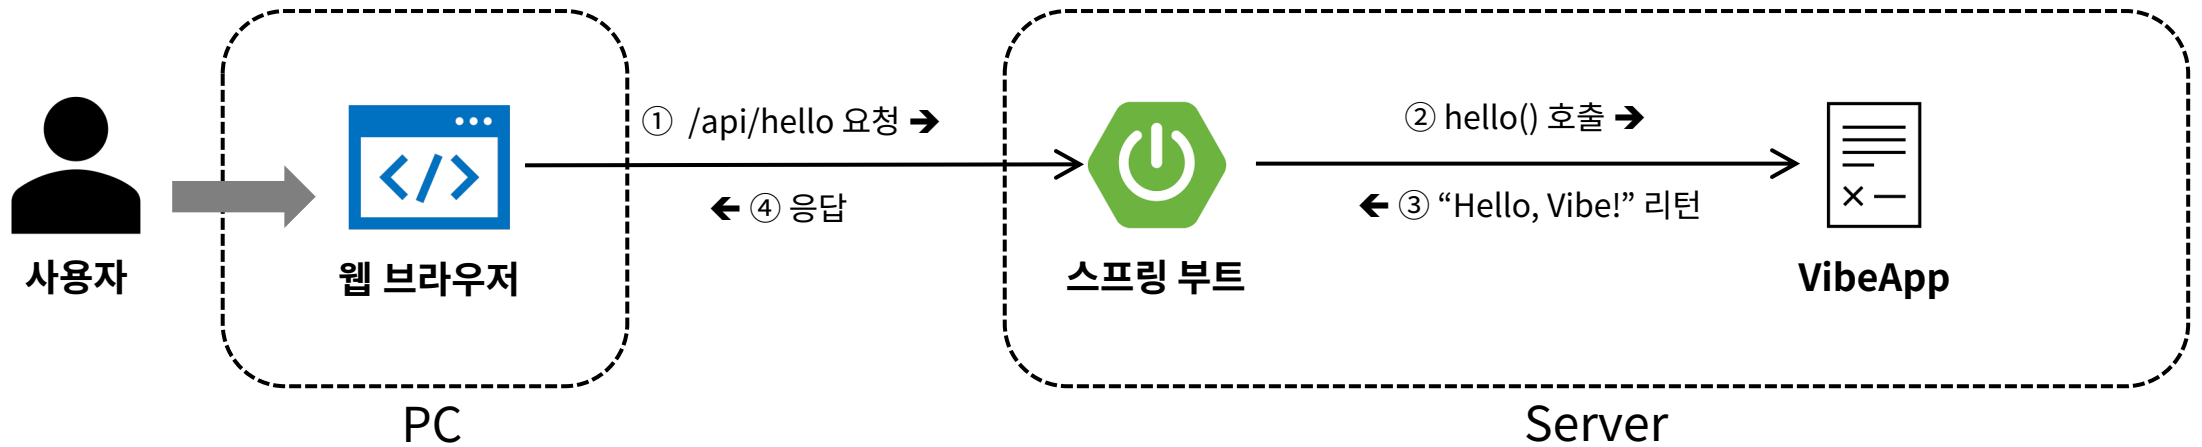 ① /api/hello 요청 🡲
② hello() 호출 🡲
🡰 ④ 응답
🡰 ③ “Hello, Vibe!” 리턴
사용자
웹 브라우저
스프링 부트
VibeApp
PC
Server